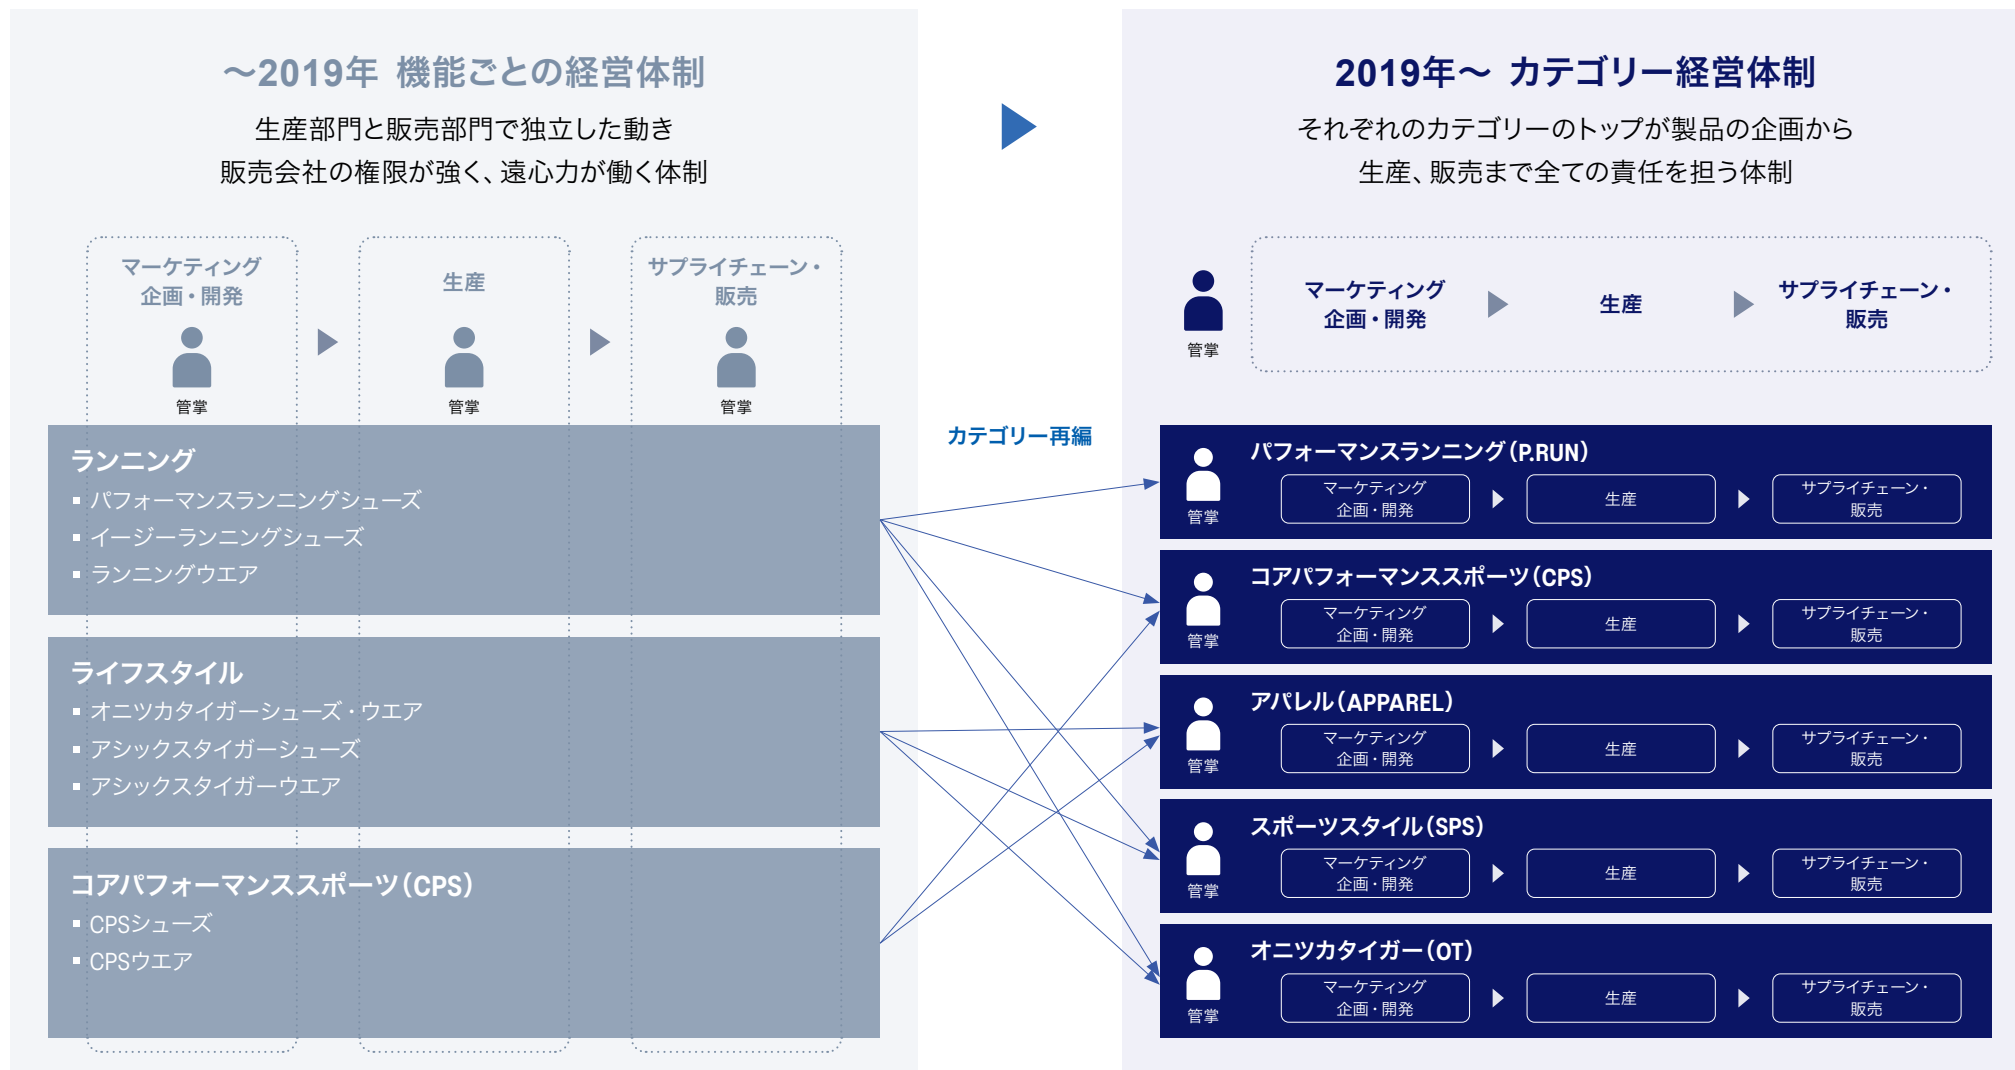 ～2019年 機能ごとの経営体制
生産部門と販売部門で独立した動き
販売会社の権限が強く、遠心力が働く体制
マーケティング
企画・開発
管掌
生産
管掌
サプライチェーン・
販売
管掌
ランニング
▪ パフォーマンスランニングシューズ
▪ イージーランニングシューズ
▪ ランニングウエア
ライフスタイル
▪ オニツカタイガーシューズ・ウエア
▪ アシックスタイガーシューズ
▪ アシックスタイガーウエア
コアパフォーマンススポーツ（CPS）
▪ CPSシューズ
▪ CPSウエア
カテゴリー再編
2019年～ カテゴリー経営体制
それぞれのカテゴリーのトップが製品の企画から
生産、販売まで全ての責任を担う体制
管掌
マーケティング
企画・開発
生産
サプライチェーン・
販売
パフォーマンスランニング（P.RUN）
管掌
マーケティング
企画・開発
生産
サプライチェーン・
販売
コアパフォーマンススポーツ（CPS）
管掌
マーケティング
企画・開発
生産
サプライチェーン・
販売
アパレル（APPAREL）
管掌
マーケティング
企画・開発
生産
サプライチェーン・
販売
スポーツスタイル（SPS）
管掌
マーケティング
企画・開発
生産
サプライチェーン・
販売
オニツカタイガー（OT）
管掌
マーケティング
企画・開発
生産
サプライチェーン・
販売